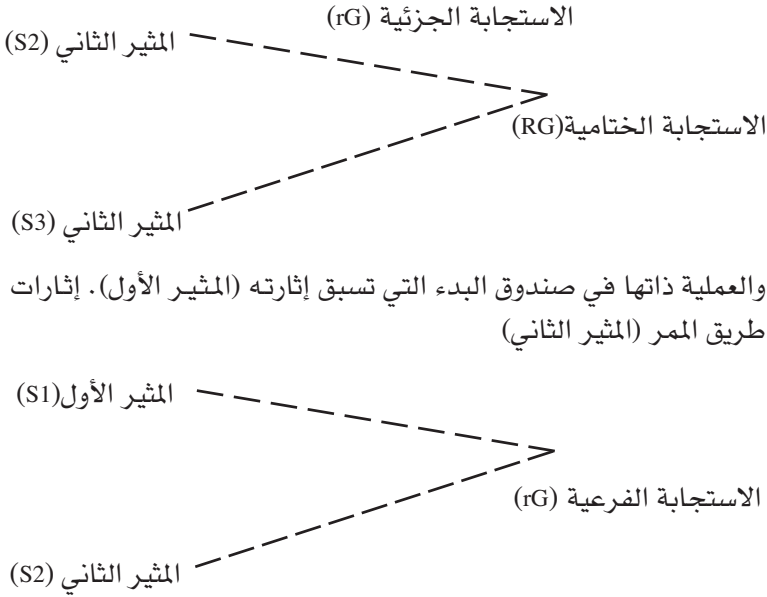 الاستجابة الجزئية (rG)
المثير الثاني (S2)
الاستجابة الختامية(RG)
المثير الثاني (S3)
والعملية ذاتها في صندوق البدء التي تسبق إثارته (المثير الأول). إثارات
طريق الممر (المثير الثاني)
المثير الأول(S1)
الاستجابة الفرعية (rG)
المثير الثاني (S2)